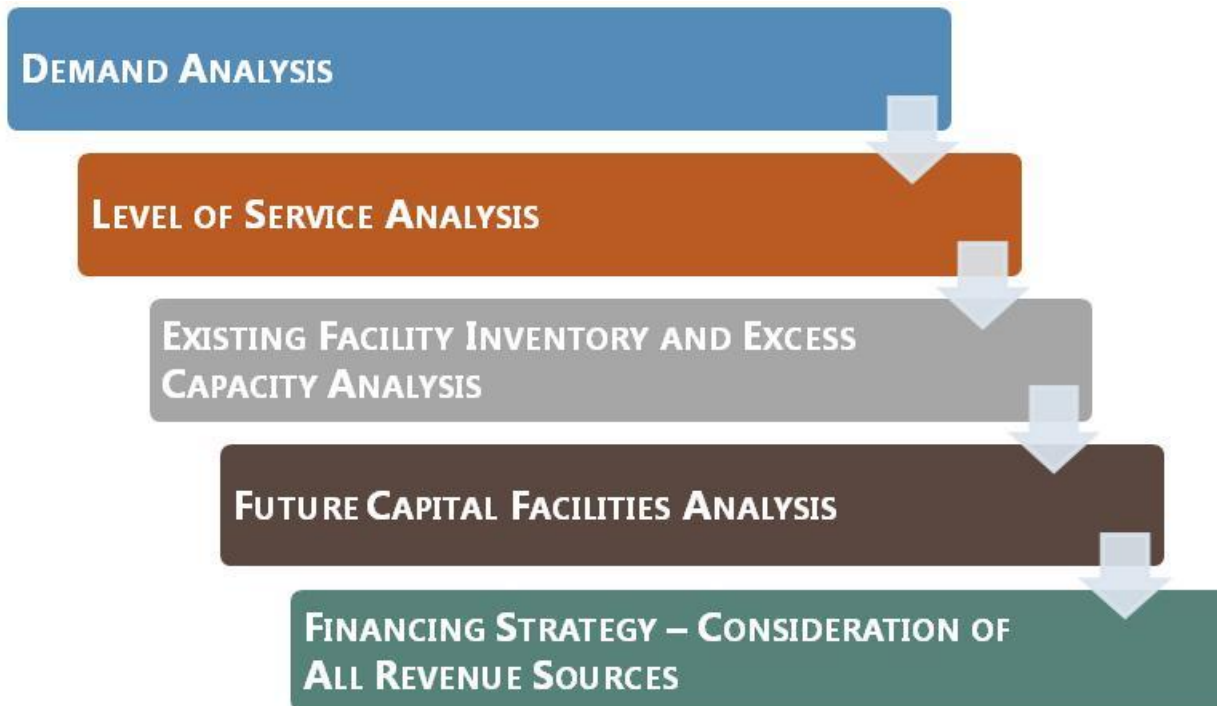 DEMAND ANALYSIS
LEVEL OF SERVICE ANALYSIS
EXISTING FACILITY INVENTORY AND EXCESS
CAPACITY ANALYSIS
FUTURE CAPITAL FACILITIES ANALYSIS
FINANCING STRATEGY – CONSIDERATION OF
ALL REVENUE SOURCES